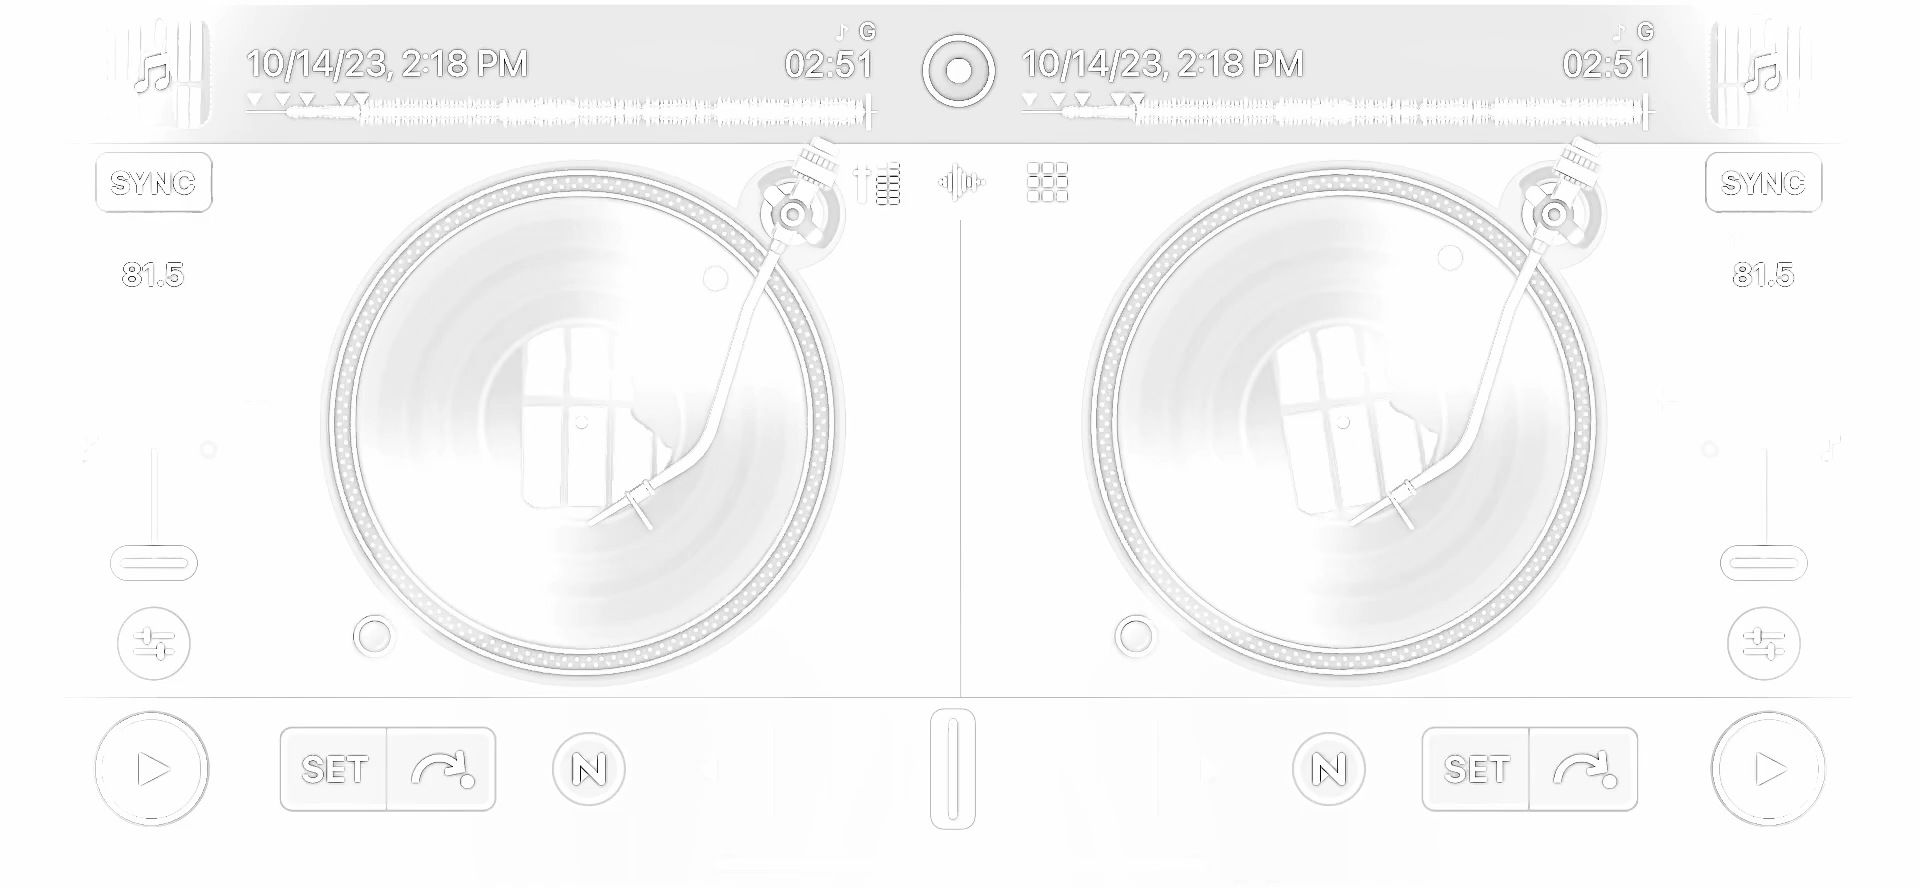 ♪ G
♪ G
10/14/23, 2:18 PM
02:51
10/14/23, 2:18 PM
02:51
SYNC
SYNC
81.5
81.5
SET
N
N
SET